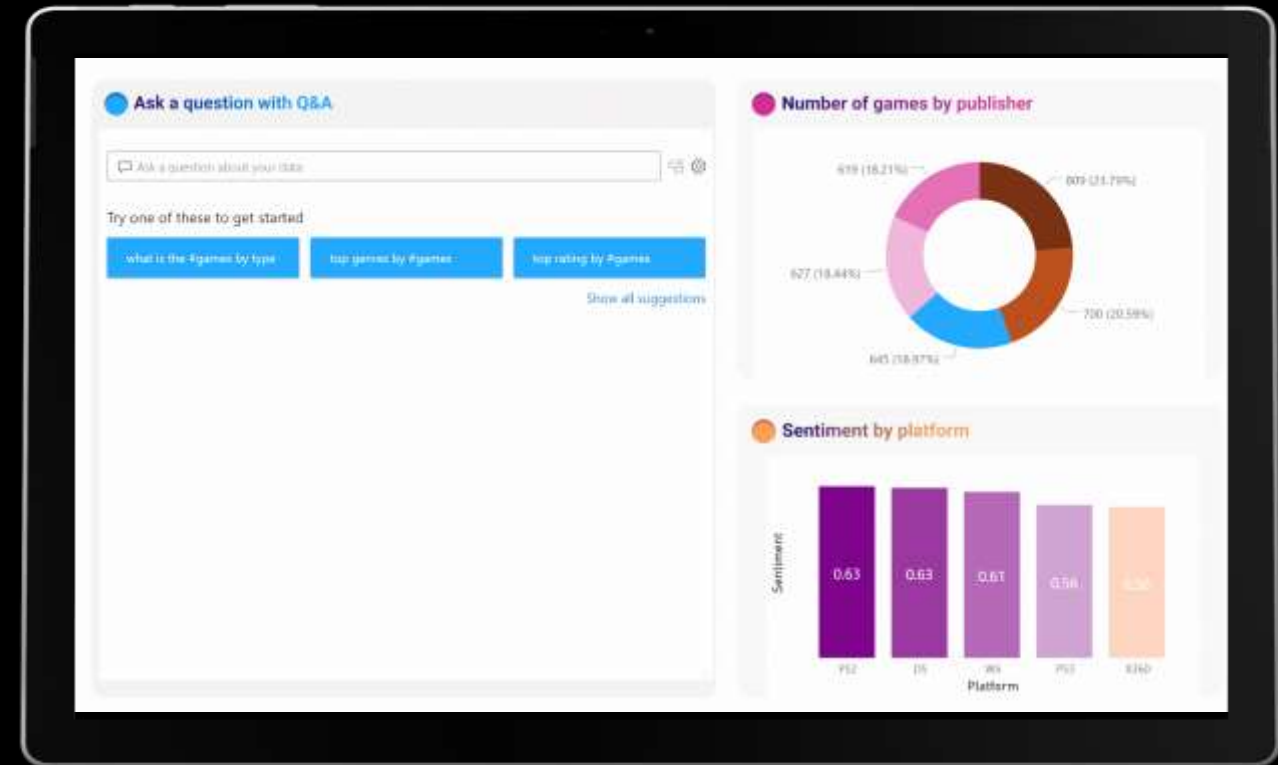 Ask a question with Q&A
Ask a question about your data
Try one of these to get started
what is the #games by type
top genres by #games
top rating by #games
Show all suggestions
Number of games by publisher
619 (18.21%)
809 (23.79%)
627 (18.44%)
700 (20.59%)
645 (18.97%)
Sentiment by platform
Sentiment
0.63
0.63
0.61
0.56
PS2
DS
Wii
PS3
X360
Platform